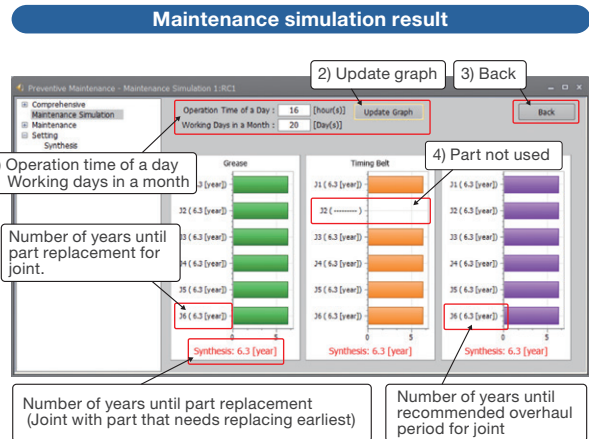 Maintenance simulation result
2) Update graph
3) Back
Preventive Maintenance - Maintenance Simulation 1:RC1
Comprehensive
Maintenance Simulation
Maintenance
Setting
Synthesis
Operation Time of a Day : 16 [hour(s)]
Working Days in a Month : 20 [Day(s)]
Update Graph
Back
) Operation time of a day
Working days in a month
4) Part not used
Number of years until
part replacement for
joint.
Grease
J2 ( 6.3 [year])
J3 ( 6.3 [year])
J4 ( 6.3 [year])
J5 ( 6.3 [year])
J6 ( 6.3 [year])
0 5
Synthesis: 6.3 [year]
Timing Belt
J1 ( 6.3 [year])
J2 ( --------- )
J3 ( 6.3 [year])
J4 ( 6.3 [year])
J5 ( 6.3 [year])
J6 ( 6.3 [year])
0 5
Synthesis: 6.3 [year]
J1 ( 6.3 [year])
J2 ( 6.3 [year])
J3 ( 6.3 [year])
J4 ( 6.3 [year])
J5 ( 6.3 [year])
J6 ( 6.3 [year])
0 5
Synthesis: 6.3 [year]
Number of years until part replacement
(Joint with part that needs replacing earliest)
Number of years until
recommended overhaul
period for joint